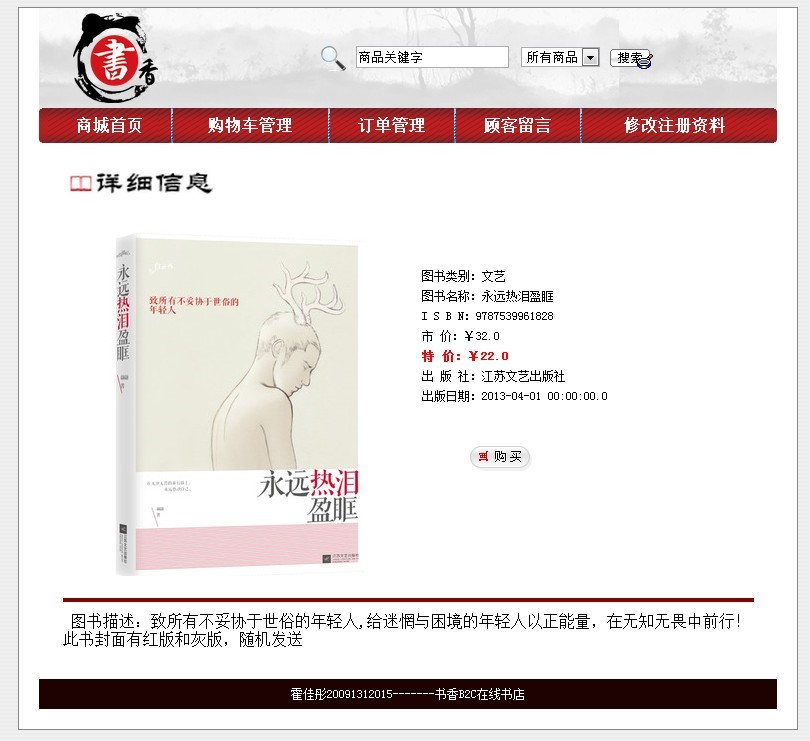 書
香
商品关键字
所有商品
搜索
商城首页
购物车管理
订单管理
顾客留言
修改注册资料
详细信息
永远热泪盈眶
致所有不妥协于世俗的
年轻人
永远热泪
盈眶
图书类别：文艺
图书名称：永远热泪盈眶
I S B N：9787539961828
市 价：￥32.0
特 价：￥22.0
出 版 社：江苏文艺出版社
出版日期：2013-04-01 00:00:00.0
购 买
图书描述：致所有不妥协于世俗的年轻人,给迷惘与困境的年轻人以正能量，在无知无畏中前行！
此书封面有红版和灰版，随机发送
霍佳彤20091312015-------书香B2C在线书店